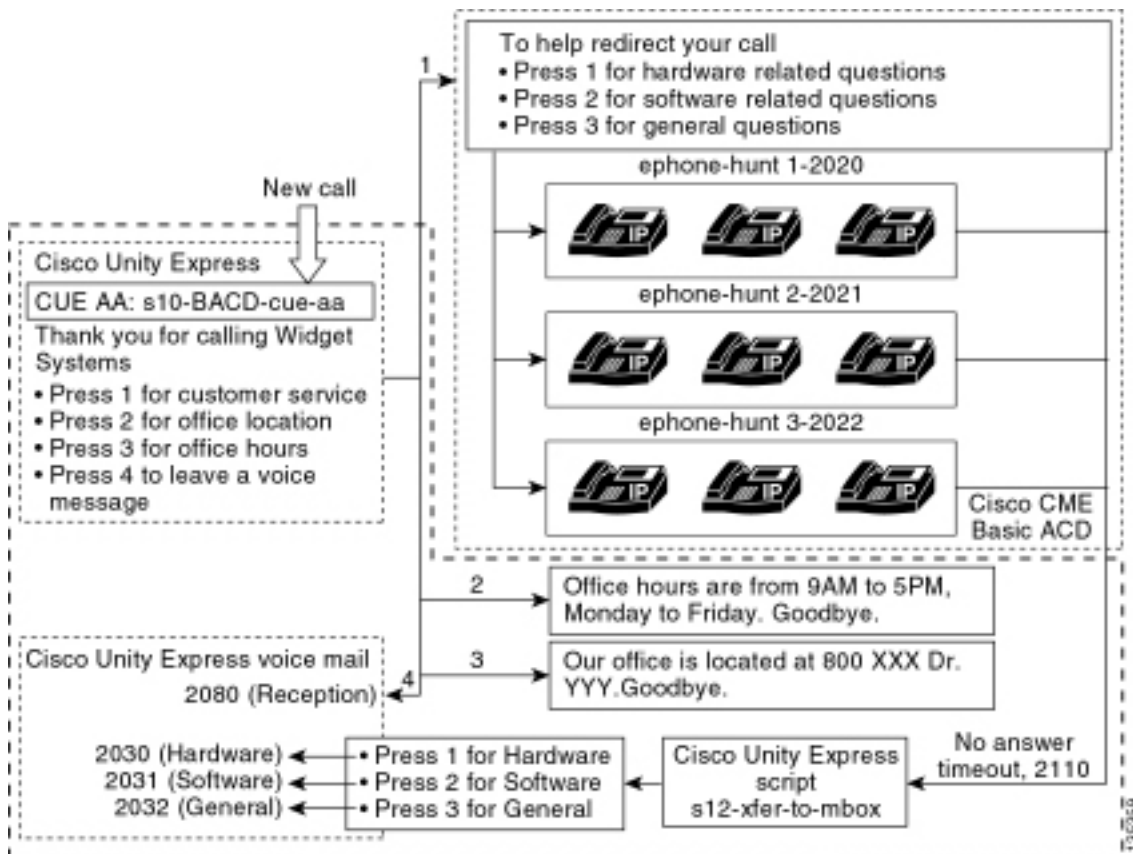 To help redirect your call
• Press 1 for hardware related questions
• Press 2 for software related questions
• Press 3 for general questions
1
ephone-hunt 1-2020
IP IP IP
New call
Cisco Unity Express
CUE AA: s10-BACD-cue-aa
Thank you for calling Widget
Systems
• Press 1 for customer service
• Press 2 for office location
• Press 3 for office hours
• Press 4 to leave a voice
message
ephone-hunt 2-2021
IP IP IP
ephone-hunt 3-2022
IP IP IP
Cisco CME
Basic ACD
2
Office hours are from 9AM to 5PM,
Monday to Friday. Goodbye.
3
Our office is located at 800 XXX Dr.
YYY.Goodbye.
Cisco Unity Express voice mail
4
2080 (Reception)
2030 (Hardware)
2031 (Software)
2032 (General)
• Press 1 for Hardware
• Press 2 for Software
• Press 3 for General
Cisco Unity Express
script
s12-xfer-to-mbox
No answer
timeout, 2110